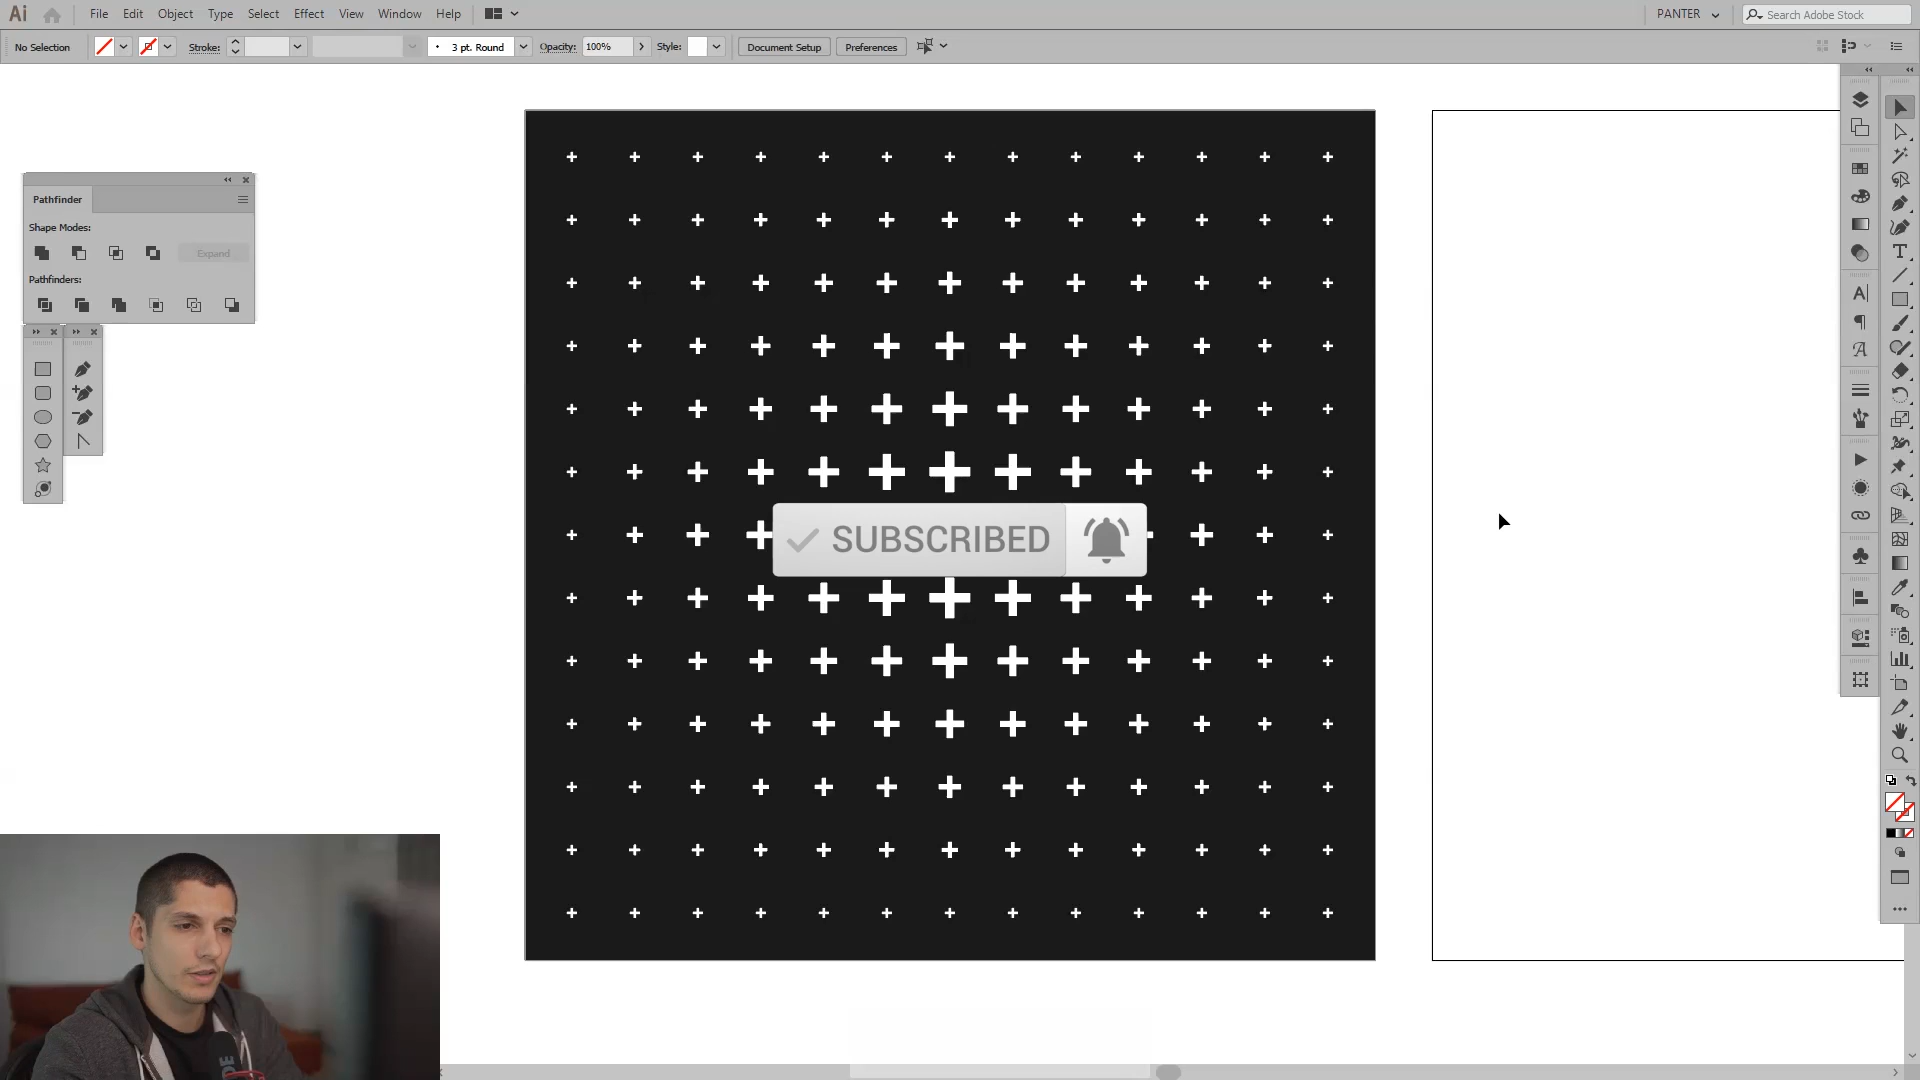 Ai File Edit Object Type Select Effect View Window Help PANTER Search Adobe Stock
No Selection Stroke: 3 pt. Round Opacity: 100% Style: Document Setup Preferences
Pathfinder
Shape Modes:
Expand
Pathfinders:
SUBSCRIBED